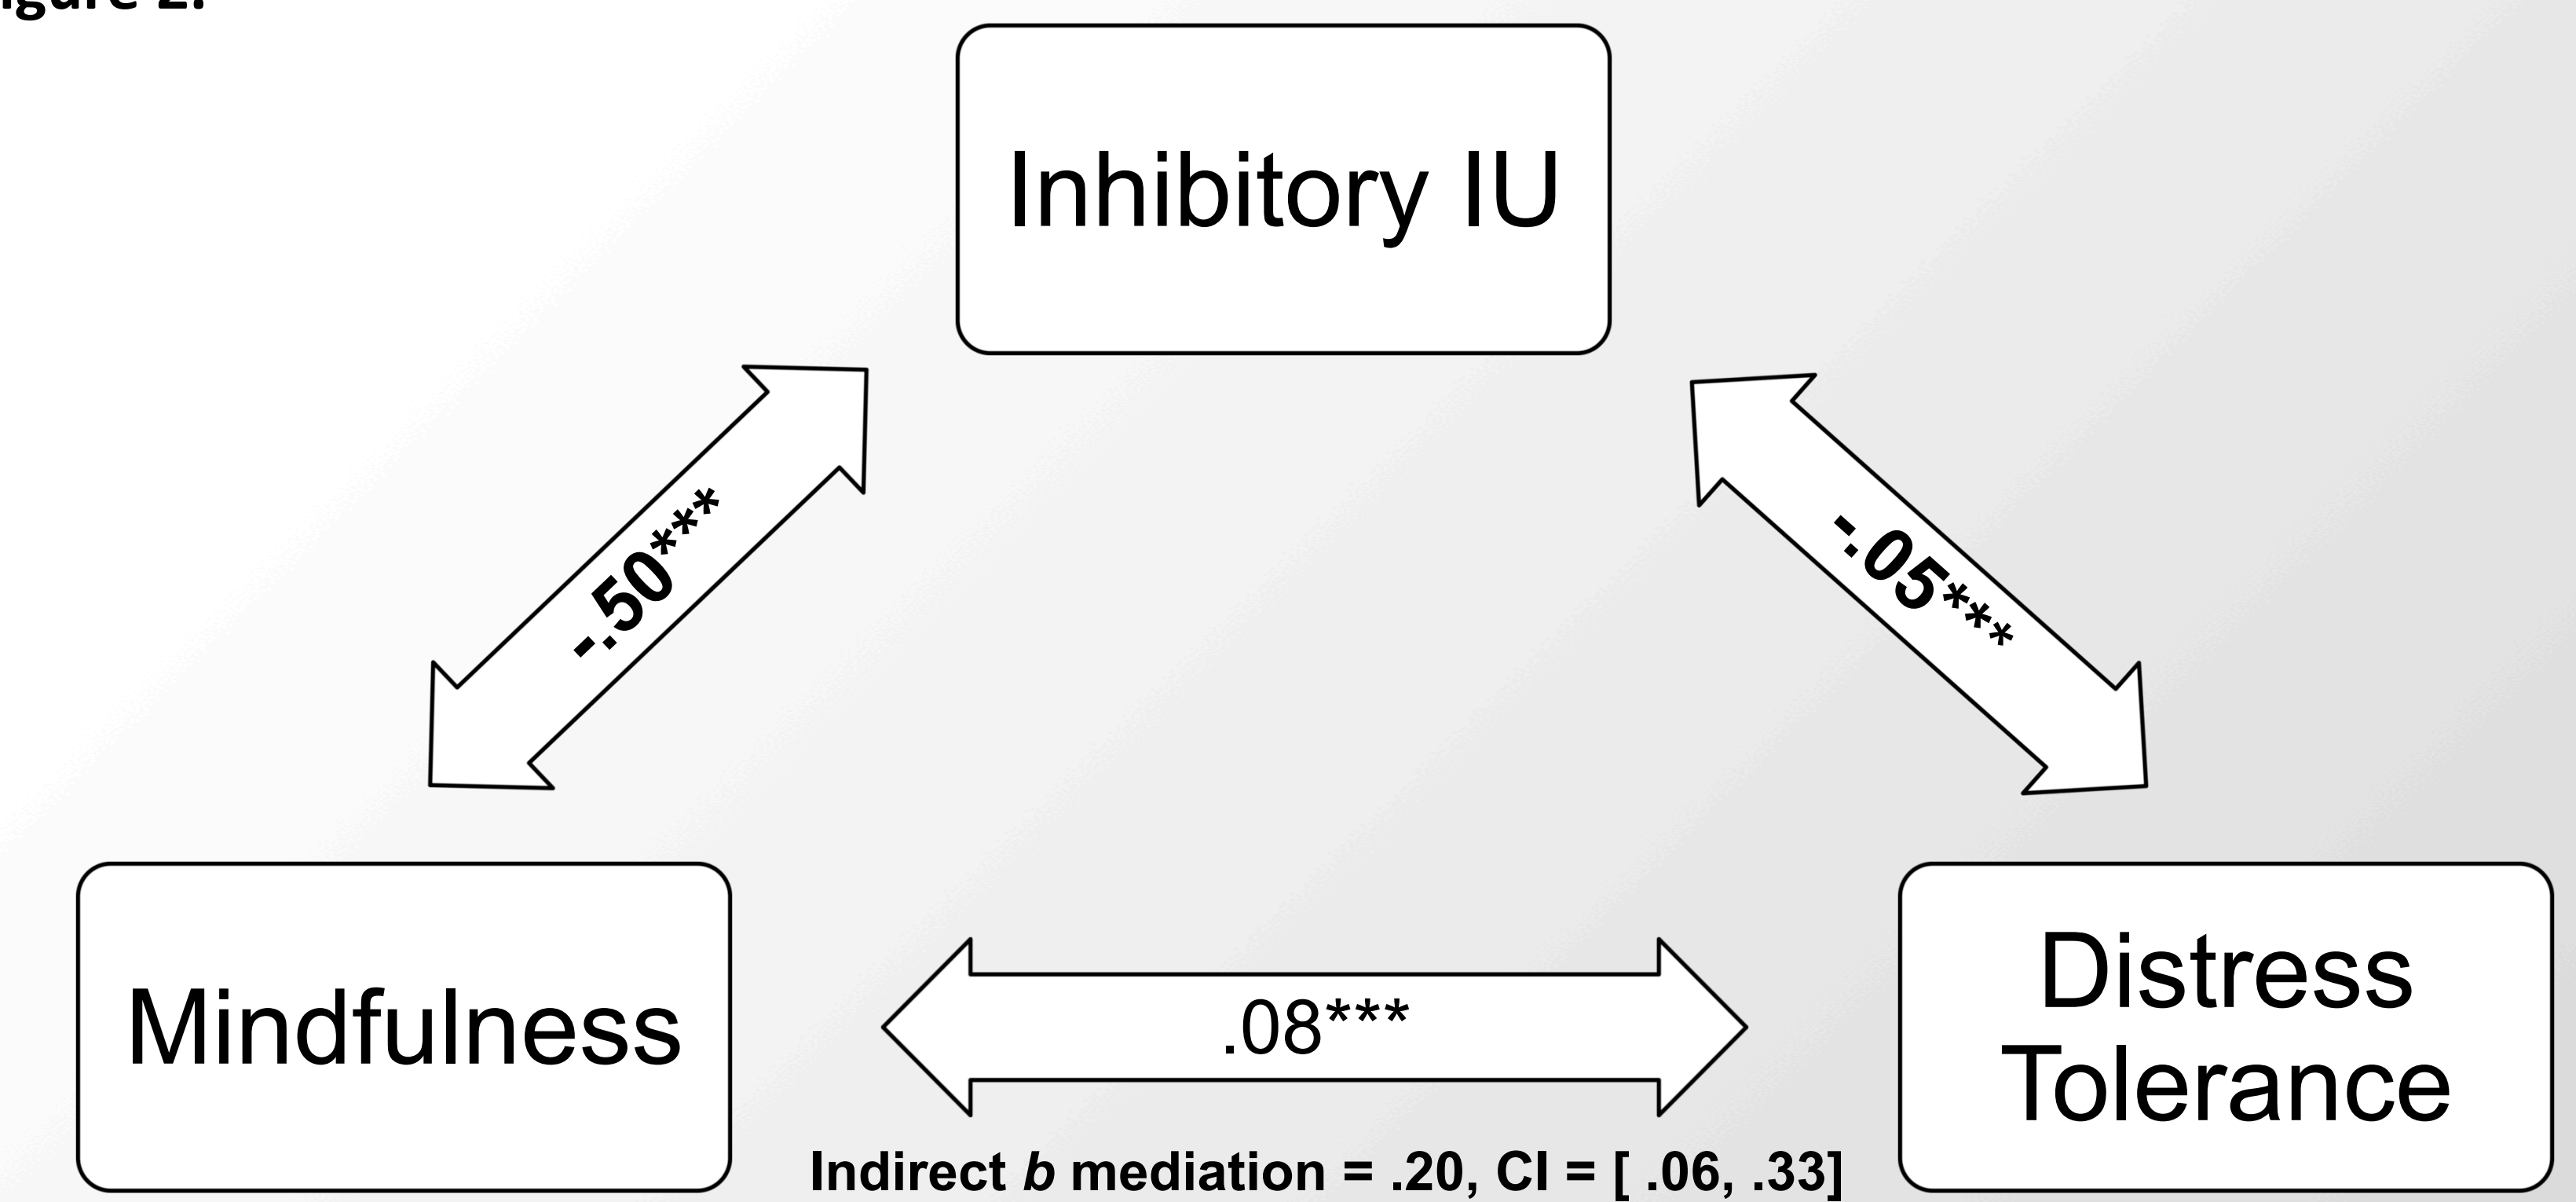 Inhibitory IU
-.50***
-.05***
Mindfulness
.08***
Distress
Tolerance
Indirect b mediation = .20, CI = [ .06, .33]